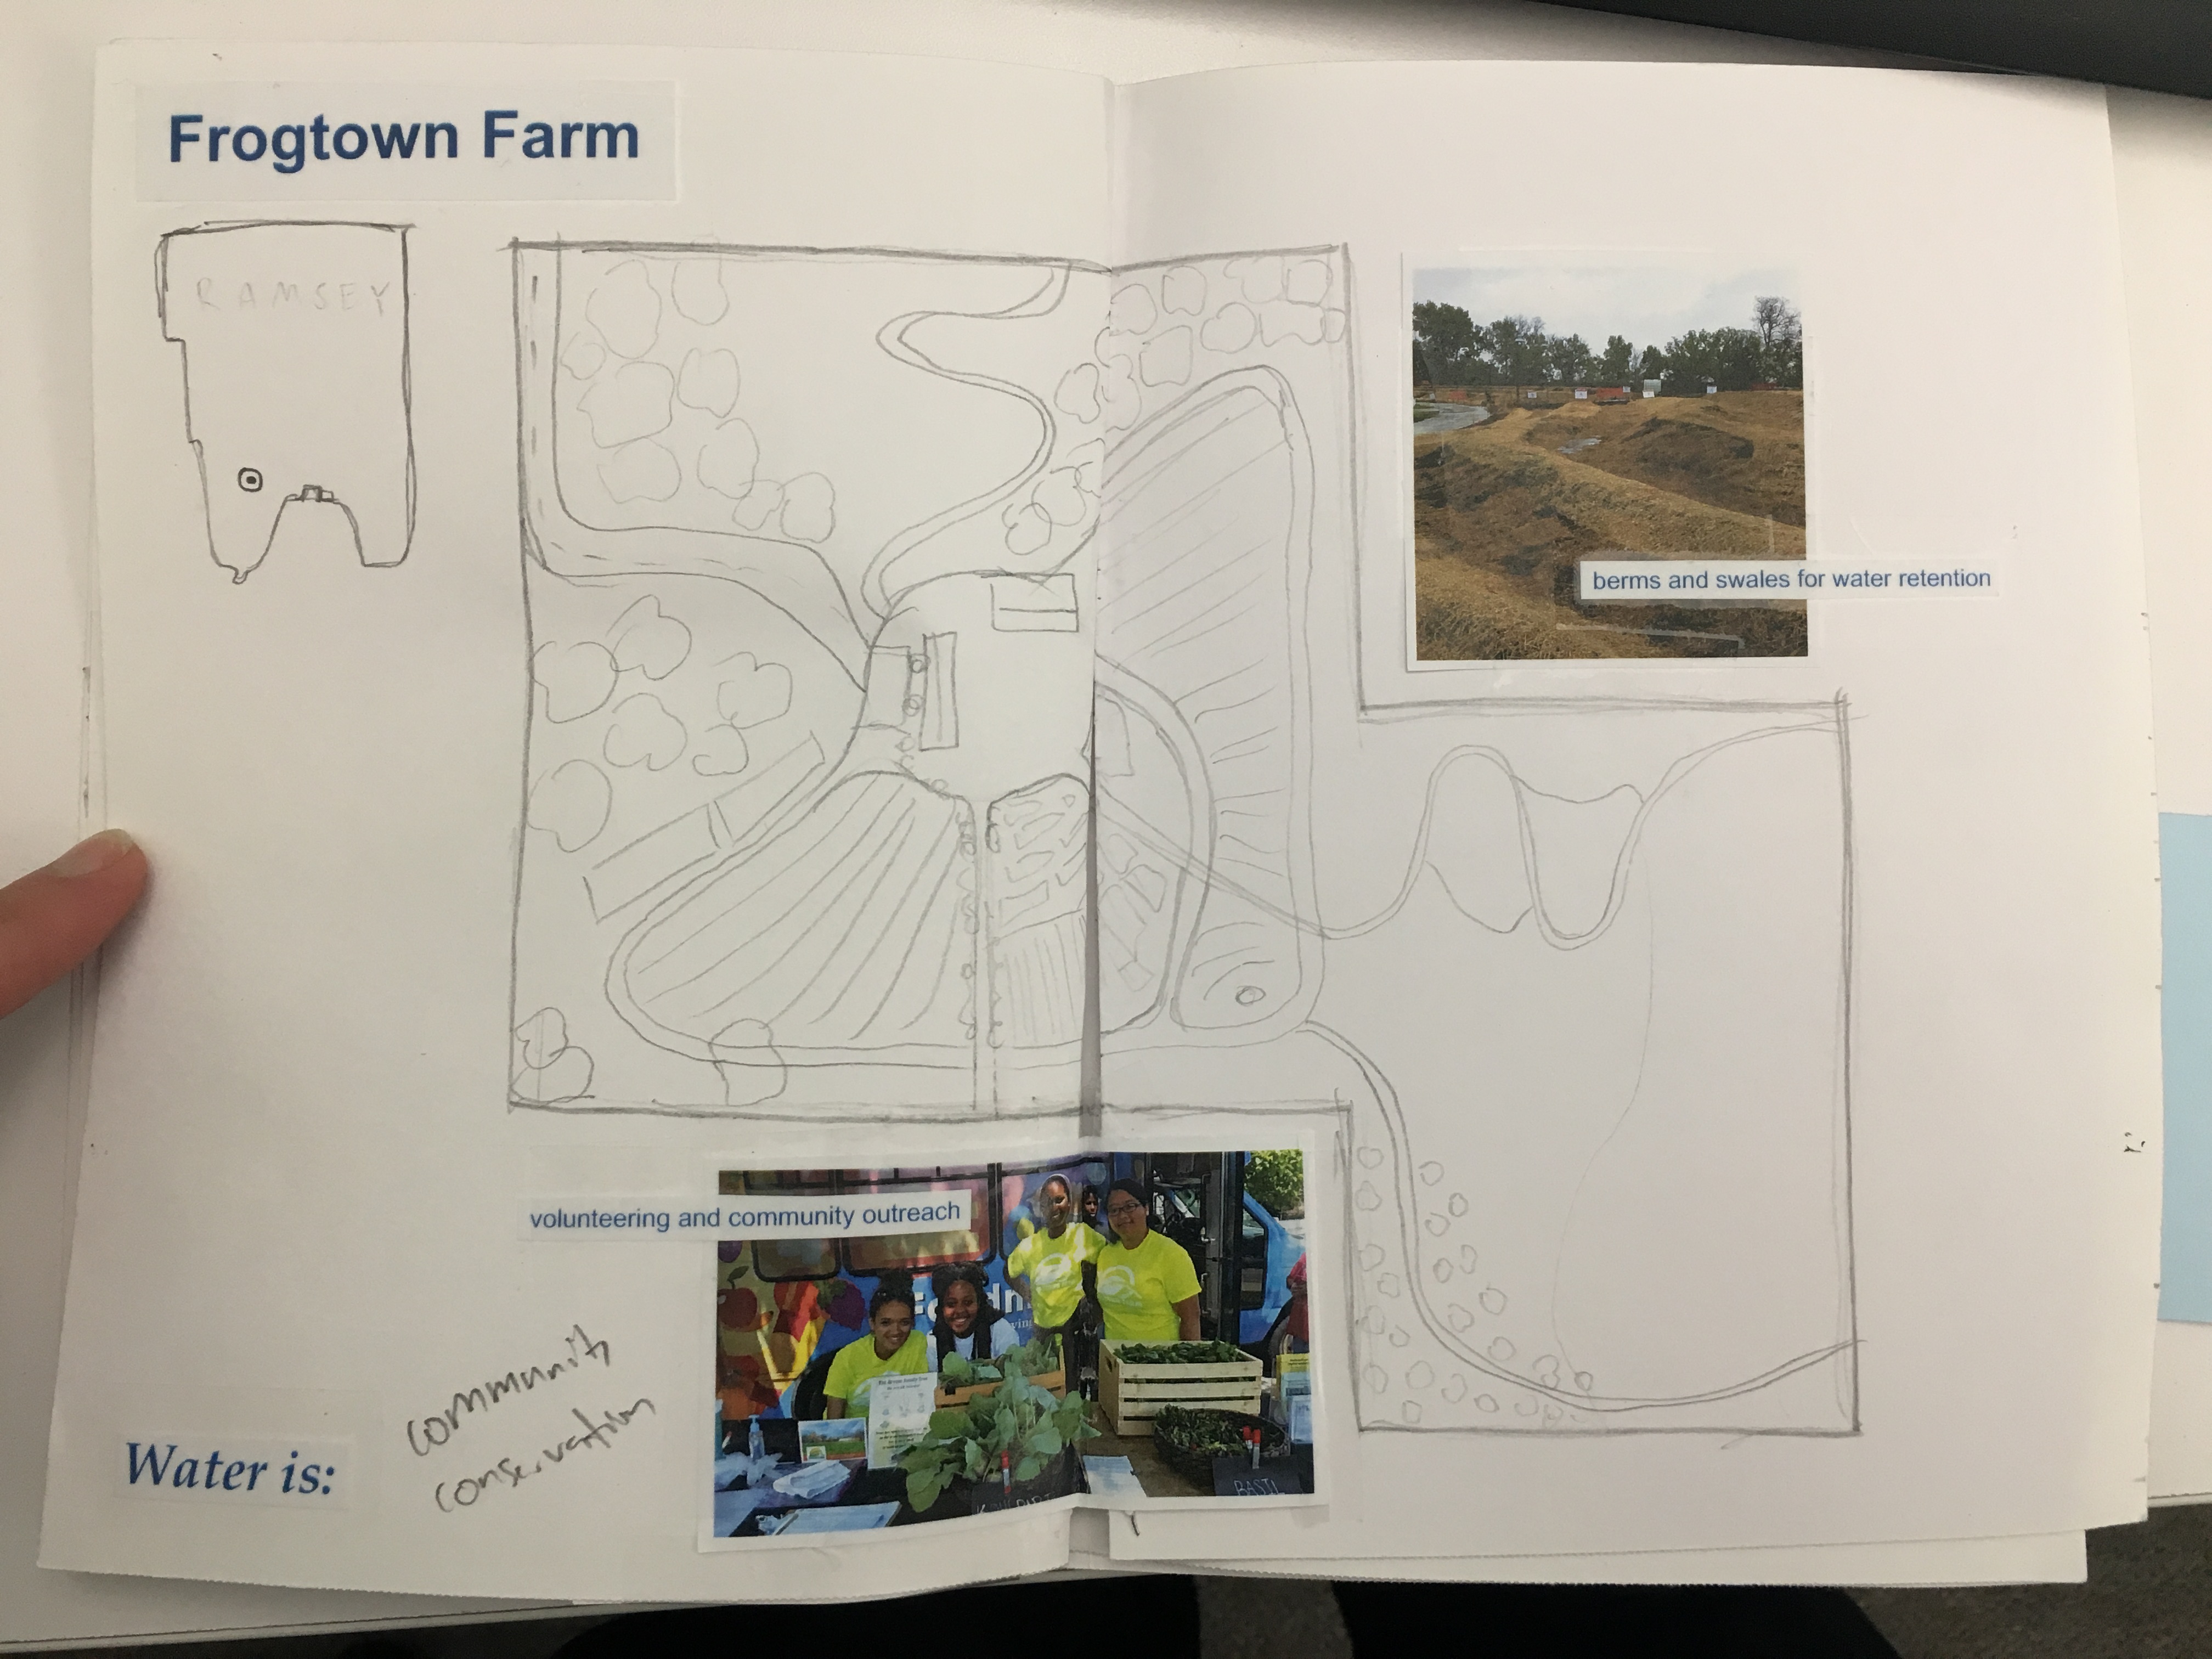 Frogtown Farm
RAMSEY
berms and swales for water retention
volunteering and community outreach
Water is:
community
conservation
BASIL